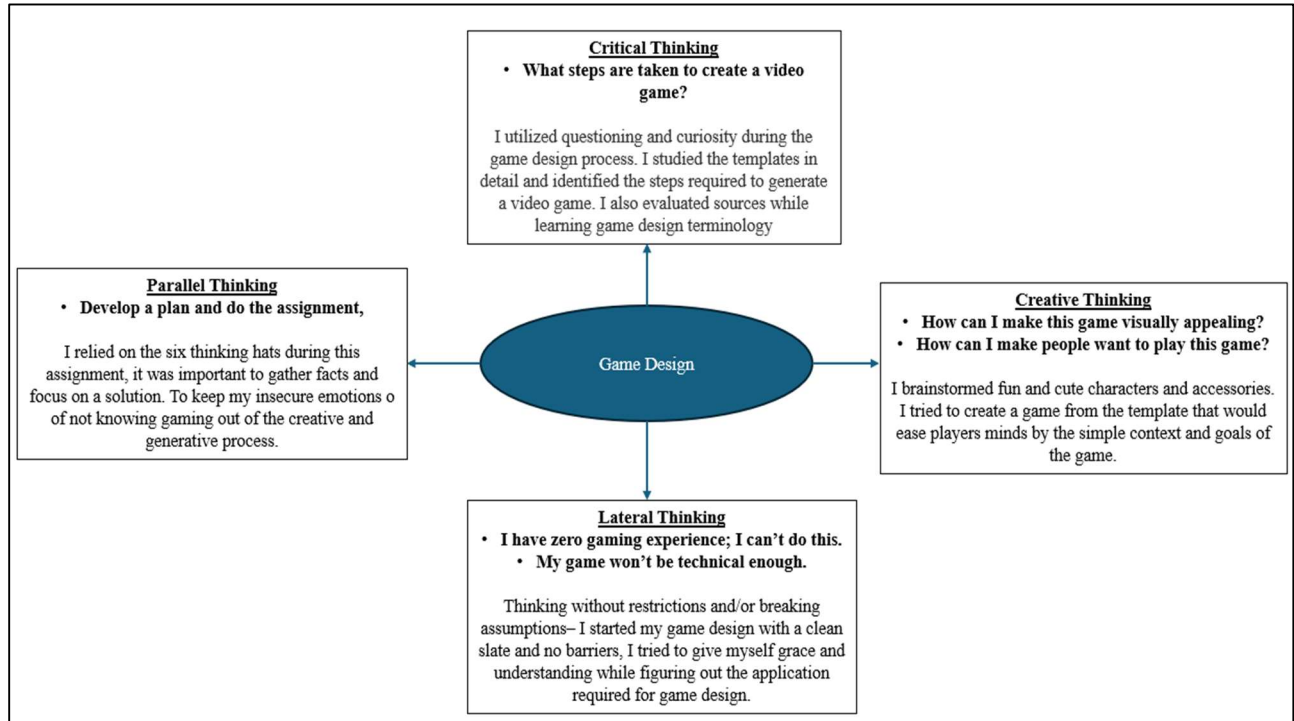 Critical Thinking
• What steps are taken to create a video
game?
I utilized questioning and curiosity during the
game design process. I studied the templates in
detail and identified the steps required to generate
a video game. I also evaluated sources while
learning game design terminology
Parallel Thinking
• Develop a plan and do the assignment,
I relied on the six thinking hats during this
assignment, it was important to gather facts and
focus on a solution. To keep my insecure emotions o
of not knowing gaming out of the creative and
generative process.
Game Design
Creative Thinking
• How can I make this game visually appealing?
• How can I make people want to play this game?
I brainstormed fun and cute characters and accessories.
I tried to create a game from the template that would
ease players minds by the simple context and goals of
the game.
Lateral Thinking
• I have zero gaming experience; I can’t do this.
• My game won’t be technical enough.
Thinking without restrictions and/or breaking
assumptions– I started my game design with a clean
slate and no barriers, I tried to give myself grace and
understanding while figuring out the application
required for game design.